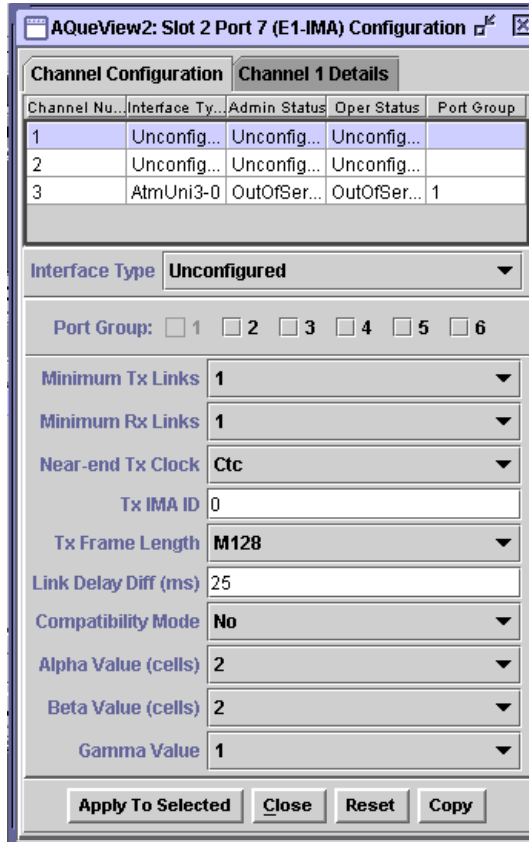 AQueView2: Slot 2 Port 7 (E1-IMA) Configuration
Channel Configuration Channel 1 Details
Channel Nu... Interface Ty... Admin Status Oper Status Port Group
1 Unconfig... Unconfig... Unconfig...
2 Unconfig... Unconfig... Unconfig...
3 AtmUni3-0 OutOfSer... OutOfSer... 1
Interface Type Unconfigured
Port Group: 1 2 3 4 5 6
Minimum Tx Links 1
Minimum Rx Links 1
Near-end Tx Clock Ctc
Tx IMA ID 0
Tx Frame Length M128
Link Delay Diff (ms) 25
Compatibility Mode No
Alpha Value (cells) 2
Beta Value (cells) 2
Gamma Value 1
Apply To Selected Close Reset Copy